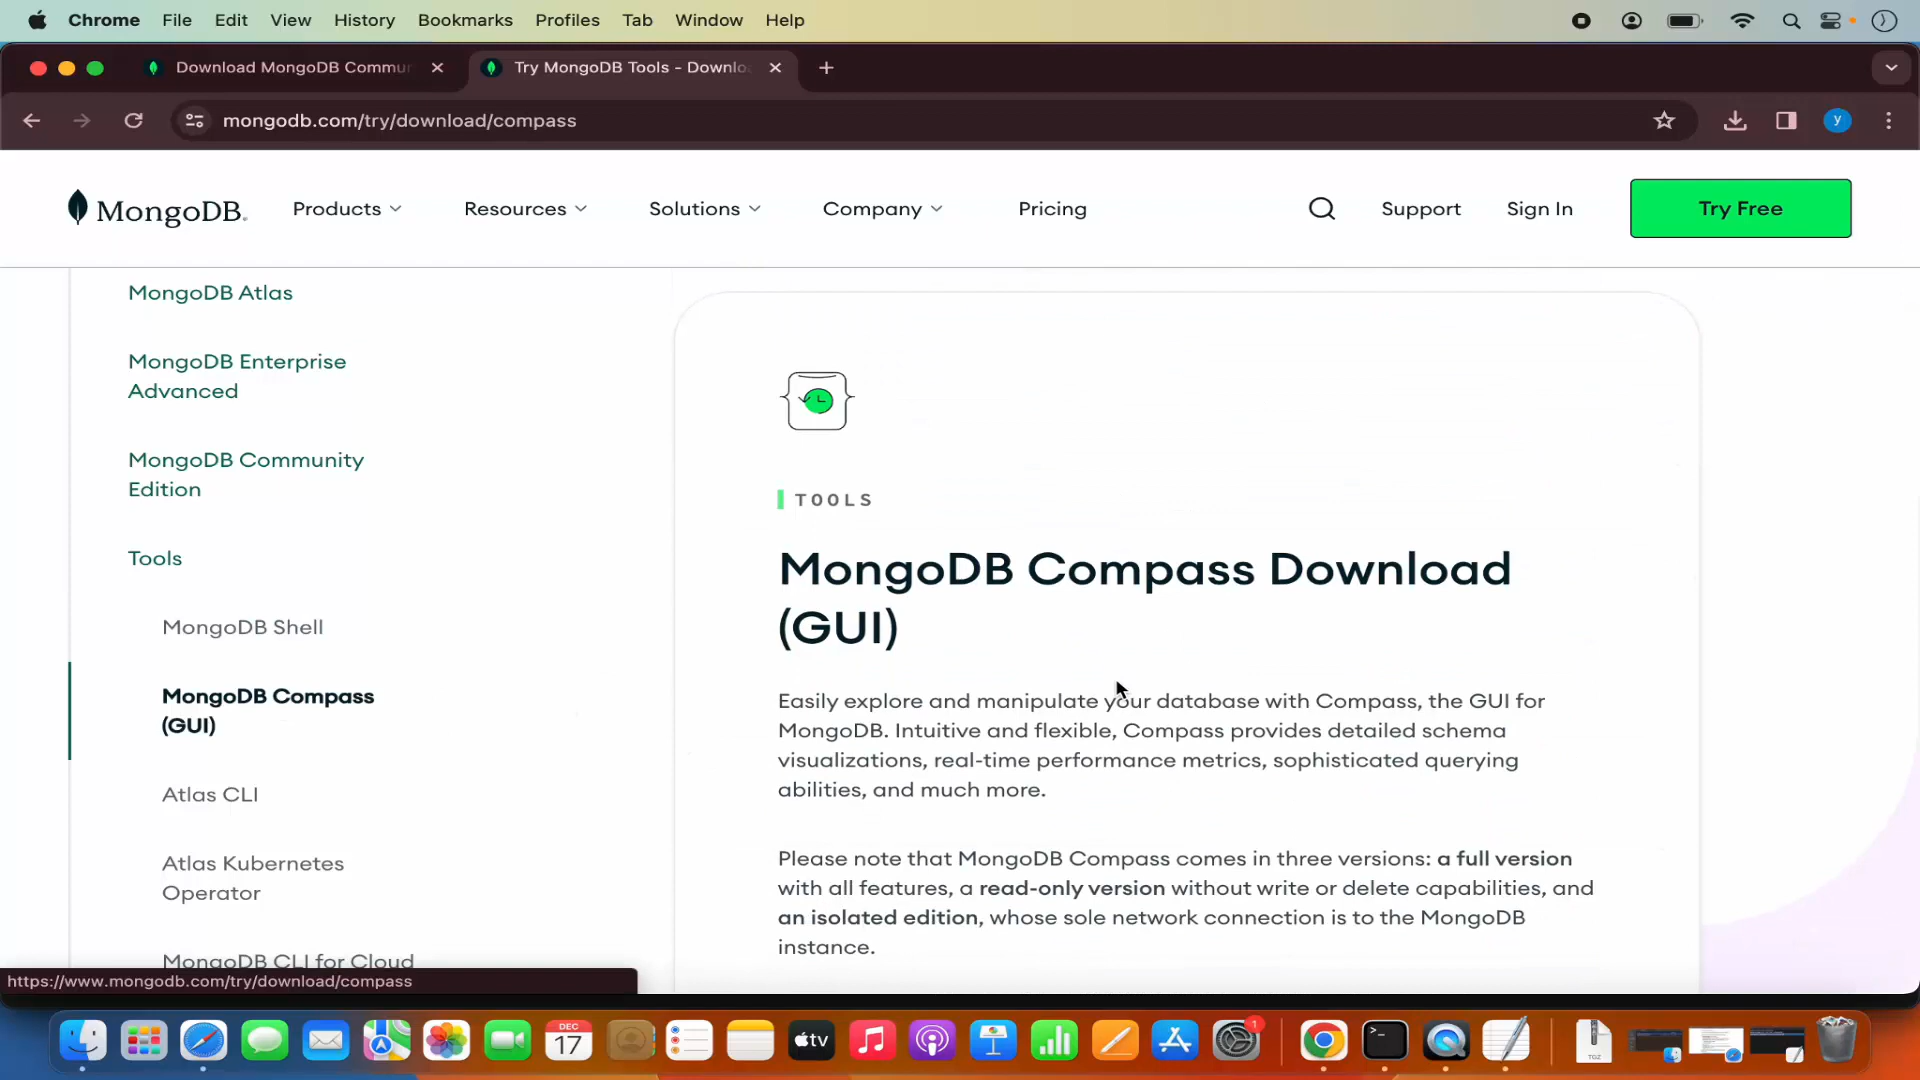 Chrome File Edit View History Bookmarks Profiles Tab Window Help
Download MongoDB Commu
Try MongoDB Tools - Downlo
mongodb.com/try/download/compass
y
MongoDB.
Products Resources Solutions Company Pricing Support Sign In Try Free
MongoDB Atlas
MongoDB Enterprise
Advanced
MongoDB Community
Edition
Tools
MongoDB Shell
MongoDB Compass
(GUI)
Atlas CLI
Atlas Kubernetes
Operator
MongoDB CLI for Cloud
TOOLS
MongoDB Compass Download
(GUI)
Easily explore and manipulate your database with Compass, the GUI for
MongoDB. Intuitive and flexible, Compass provides detailed schema
visualizations, real-time performance metrics, sophisticated querying
abilities, and much more.
Please note that MongoDB Compass comes in three versions: a full version
with all features, a read-only version without write or delete capabilities, and
an isolated edition, whose sole network connection is to the MongoDB
instance.
https://www.mongodb.com/try/download/compass
DEC
17
tv
1
TGZ